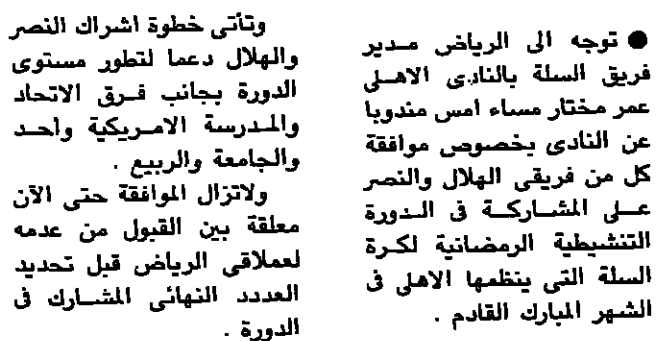 ● توجه الى الرياض مدير
فريق السلة بالنادى الاهلى
عمر مختار مساء امس مندوبا
عن النادى بخصوص موافقة
كل من فريقى الهلال والنصر
على المشاركة فى الدورة
التنشيطية الرمضانية لكرة
السلة التى ينظمها الاهلى فى
الشهر المبارك القادم .
وتأتى خطوة اشراك النصر
والهلال دعما لتطور مستوى
الدورة بجانب فرق الاتحاد
والمدرسة الامريكية واحد
والجامعة والربيع .
ولاتزال الموافقة حتى الآن
معلقة بين القبول من عدمه
لعملاقى الرياض قبل تحديد
العدد النهائى المشارك فى
الدورة .